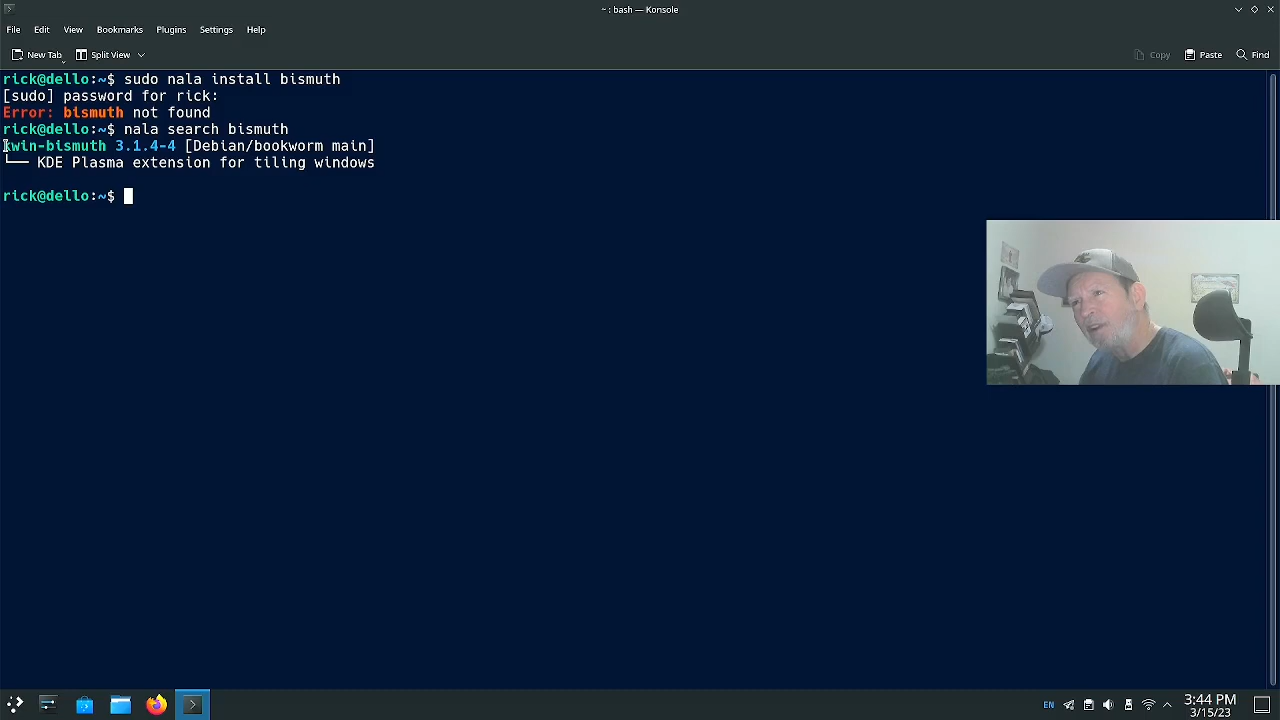 ~ : bash — Konsole
File Edit View Bookmarks Plugins Settings Help
New Tab Split View Copy Paste Find
rick@dello:~$ sudo nala install bismuth
[sudo] password for rick:
Error: bismuth not found
rick@dello:~$ nala search bismuth
kwin-bismuth 3.1.4-4 [Debian/bookworm main]
└── KDE Plasma extension for tiling windows
rick@dello:~$
EN 3:44 PM
3/15/23